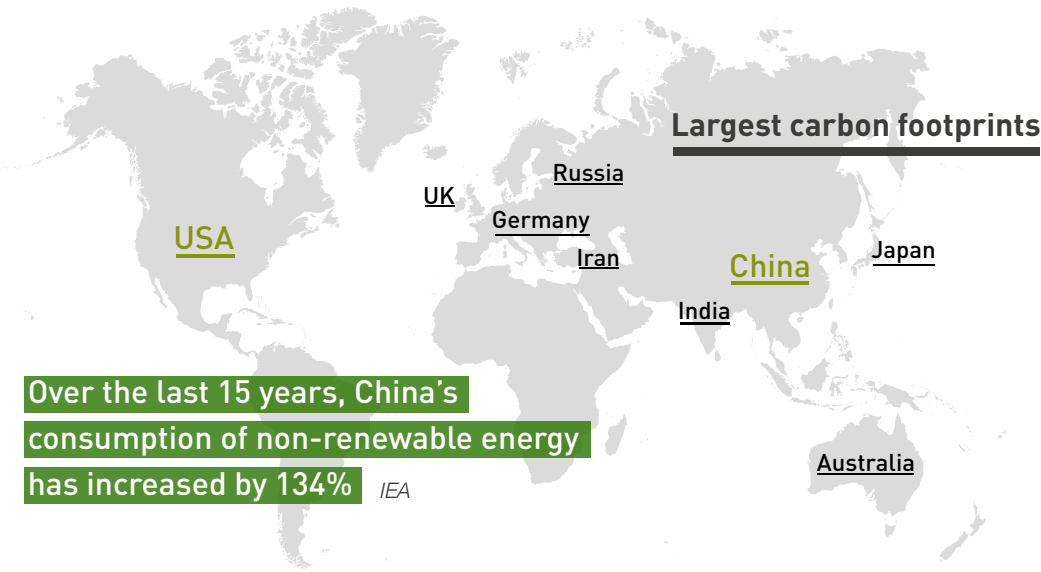 Largest carbon footprints
Russia
UK
Germany
USA
Iran
Japan
China
India
Over the last 15 years, China's
consumption of non-renewable energy
has increased by 134% IEA
Australia